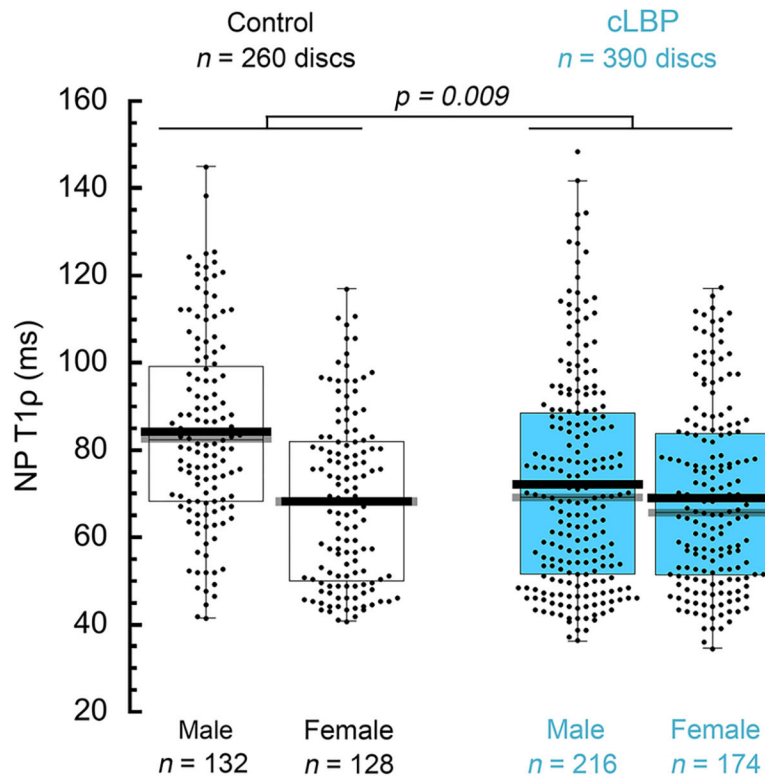 Control
n = 260 discs
cLBP
n = 390 discs
p = 0.009
NP T1ρ (ms)
160
140
120
100
80
60
40
20
Male
n = 132
Female
n = 128
Male
n = 216
Female
n = 174